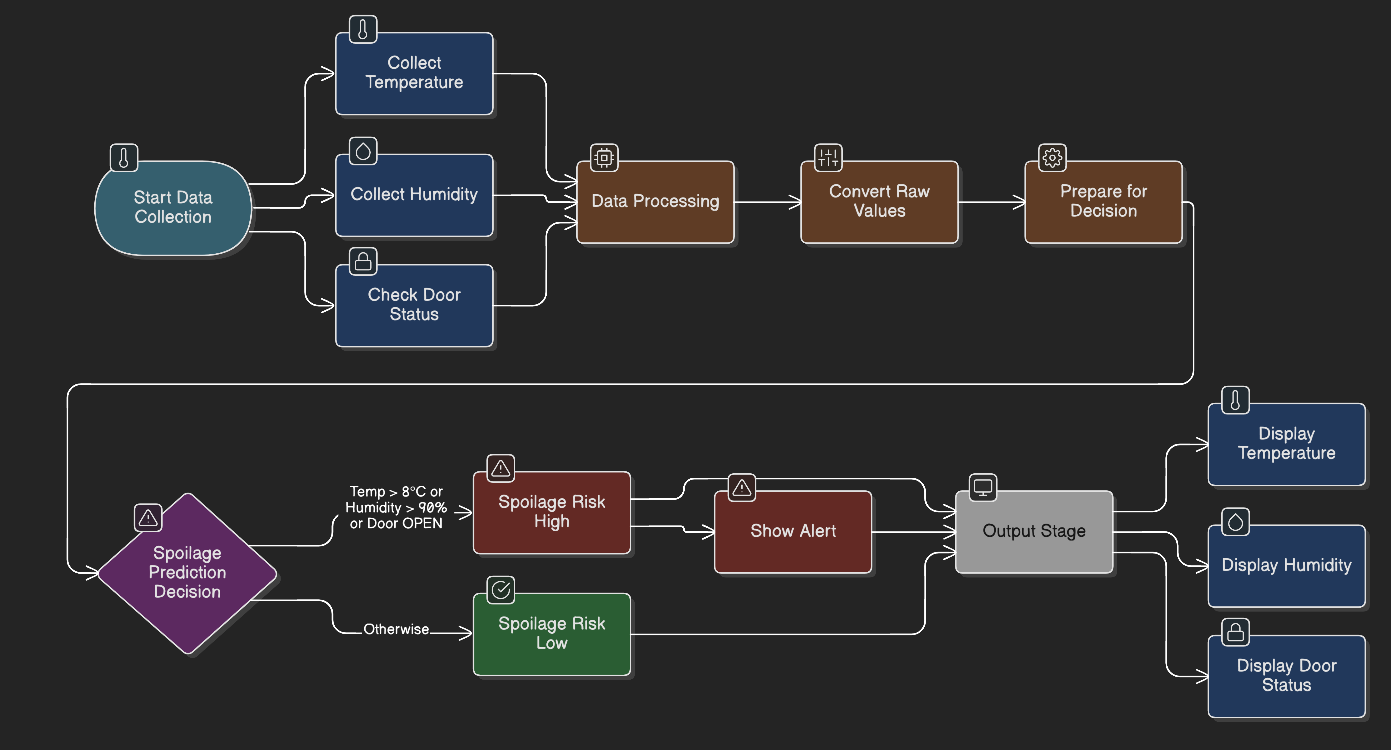 Collect
Temperature
Start Data
Collection
Collect Humidity
Check Door
Status
Data Processing
Convert Raw
Values
Prepare for
Decision
Spoilage
Prediction
Decision
Temp > 8°C or
Humidity > 90%
or Door OPEN
Otherwise
Spoilage Risk
High
Spoilage Risk
Low
Show Alert
Output Stage
Display
Temperature
Display Humidity
Display Door
Status